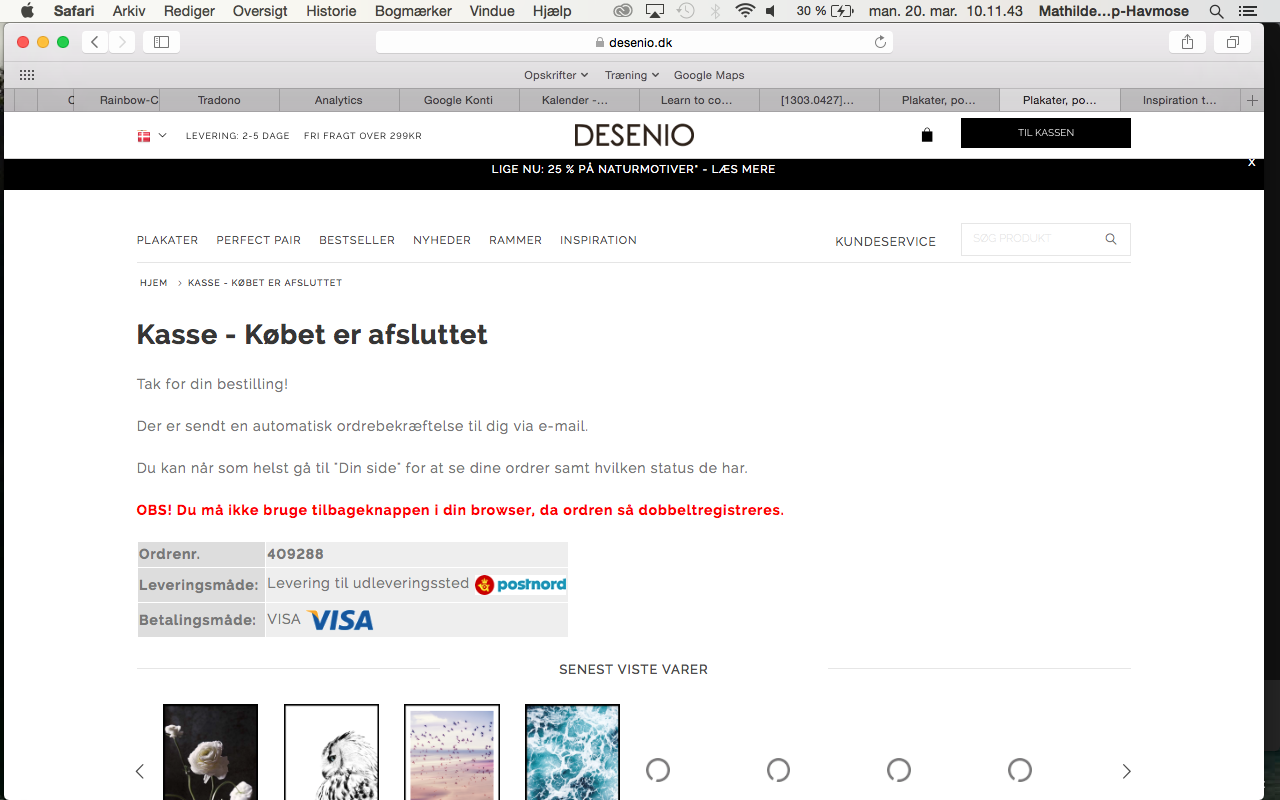 Safari Arkiv Rediger Oversigt Historie Bogmærker Vindue Hjælp 30 % man. 20. mar. 10.11.43 Mathilde...p-Havmose
desenio.dk
Opskrifter Træning Google Maps
C Rainbow-C Tradono Analytics Google Konti Kalender -... Learn to co... [1303.0427]... Plakater, po... Plakater, po... Inspiration t...
LEVERING: 2-5 DAGE FRI FRAGT OVER 299KR DESENIO TIL KASSEN
LIGE NU: 25 % PÅ NATURMOTIVER* - LÆS MERE x
PLAKATER PERFECT PAIR BESTSELLER NYHEDER RAMMER INSPIRATION KUNDESERVICE SØG PRODUKT
HJEM › KASSE - KØBET ER AFSLUTTET
Kasse - Købet er afsluttet
Tak for din bestilling!
Der er sendt en automatisk ordrebekræftelse til dig via e-mail.
Du kan når som helst gå til "Din side" for at se dine ordrer samt hvilken status de har.
OBS! Du må ikke bruge tilbageknappen i din browser, da ordren så dobbeltregistreres.
Ordrenr. 409288
Leveringsmåde: Levering til udleveringssted postnord
Betalingsmåde: VISA VISA
SENEST VISTE VARER